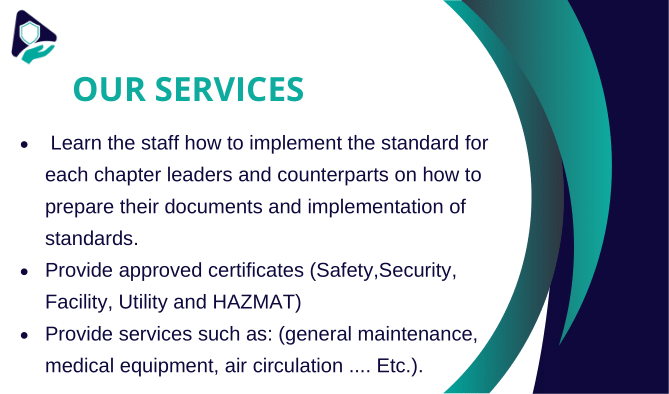 OUR SERVICES
• Learn the staff how to implement the standard for
each chapter leaders and counterparts on how to
prepare their documents and implementation of
standards.
• Provide approved certificates (Safety,Security,
Facility, Utility and HAZMAT)
• Provide services such as: (general maintenance,
medical equipment, air circulation .... Etc.).